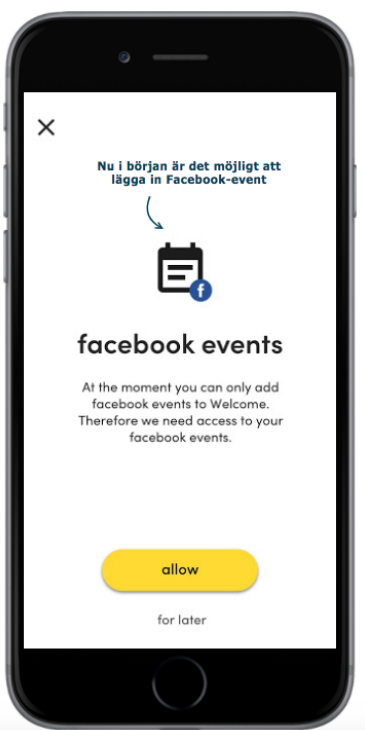 Nu i början är det möjligt att
lägga in Facebook-event
f
facebook events
At the moment you can only add
facebook events to Welcome.
Therefore we need access to your
facebook events.
allow
for later